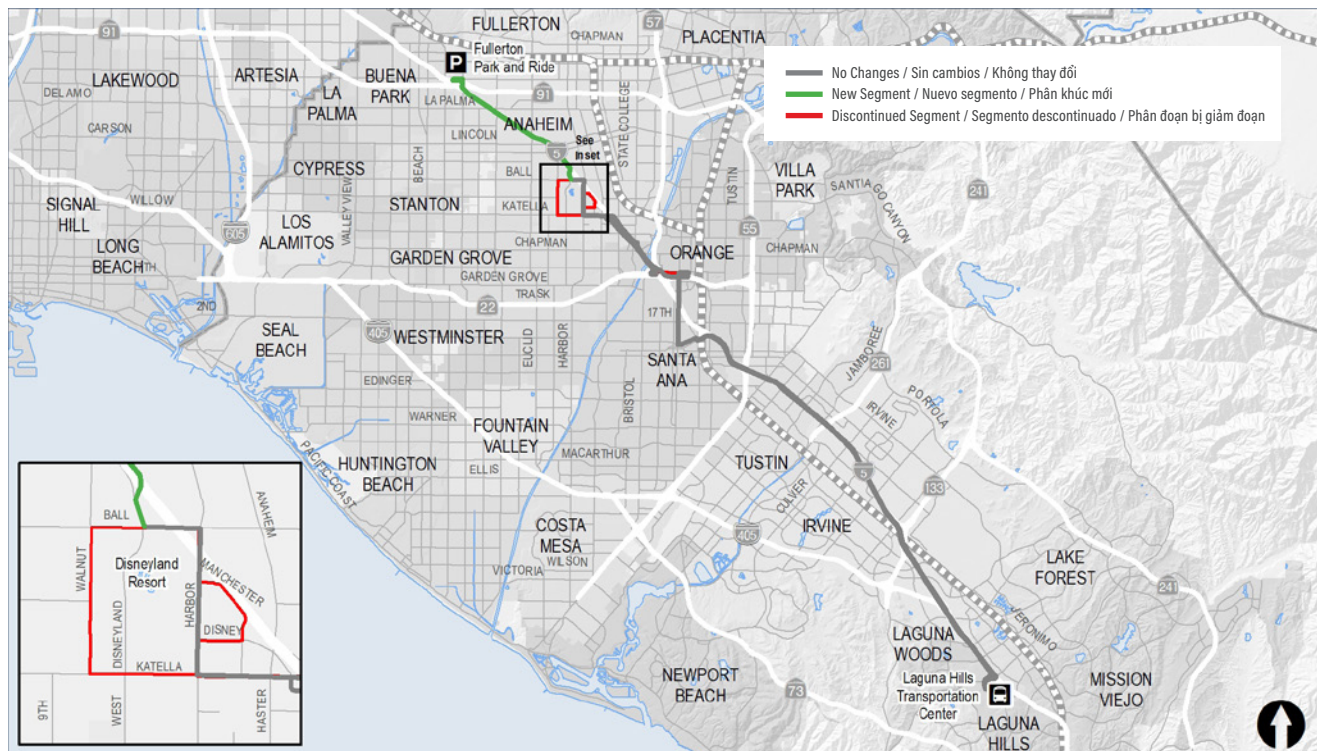 No Changes / Sin cambios / Không thay đổi
New Segment / Nuevo segmento / Phân khúc mới
Discontinued Segment / Segmento descontinuado / Phân đoạn bị giảm đoạn
FULLERTON
CHAPMAN
57
PLACENTIA
91
P
Fullerton
Park and Ride
LAKEWOOD
ARTESIA
BUENA
PARK
DEL AMO
LA
PALMA
LA PALMA
91
STATE COLLEGE
CARSON
LINCOLN
ANAHEIM
See
Inset
5
CYPRESS
BEACH
BALL
TUSTIN
VILLA
PARK
SANTIAGO CANYON
241
SIGNAL
HILL
WILLOW
STANTON
KATELLA
LOS
ALAMITOS
VALLEY VIEW
605
55
LONG
BEACH
7TH
CHAPMAN
ORANGE
CHAPMAN
GARDEN GROVE
GARDEN GROVE
TRASK
22
2ND
17TH
SEAL
BEACH
405
WESTMINSTER
EUCLID
HARBOR
SANTA
ANA
JAMBOREE
261
EDINGER
BRISTOL
PORTOLA
IRVINE
WARNER
FOUNTAIN
VALLEY
PACIFIC COAST
HUNTINGTON
BEACH
ELLIS
MACARTHUR
TUSTIN
5
133
CULVER
COSTA
MESA
WILSON
405
IRVINE
VICTORIA
LAKE
FOREST
241
JERONIMO
LAGUNA
WOODS
Laguna Hills
Transportation
Center
NEWPORT
BEACH
73
MISSION
VIEJO
LAGUNA
HILLS
BALL
ANAHEIM
WALNUT
Disneyland
Resort
MANCHESTER
HARBOR
DISNEYLAND
DISNEY
KATELLA
9TH
WEST
HASTER